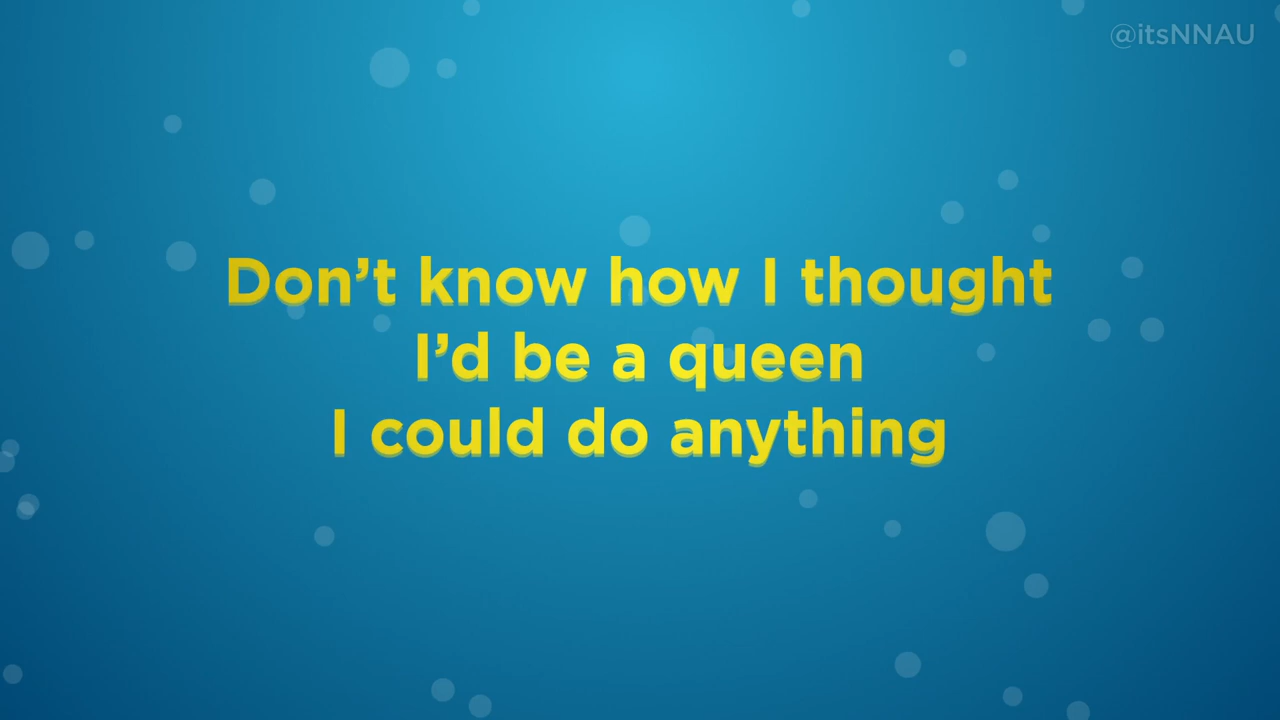 @itsNNAU
Don’t know how I thought
I’d be a queen
I could do anything